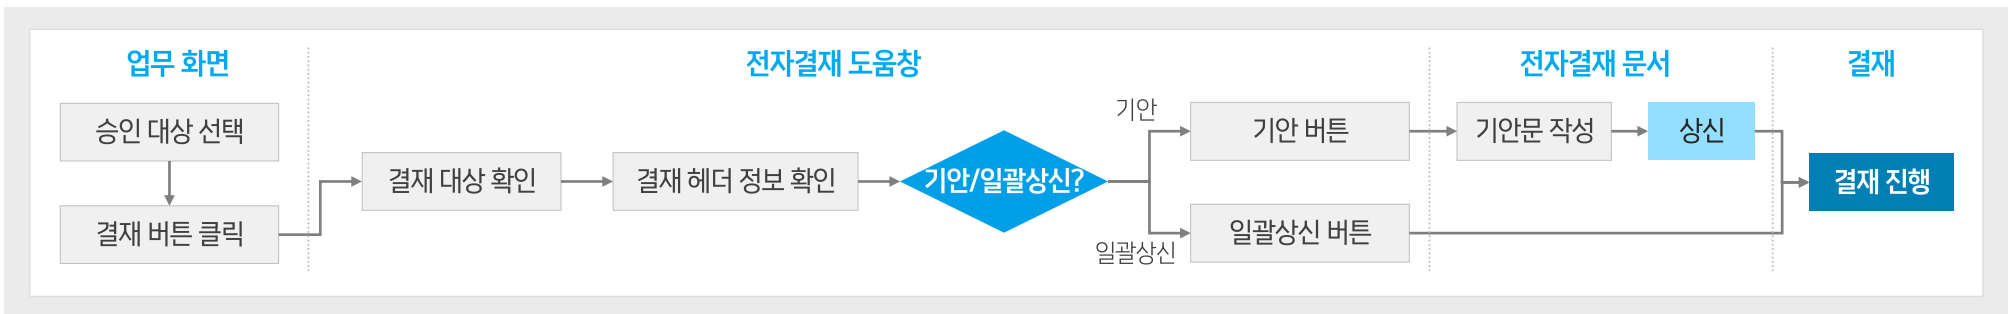 업무 화면
전자결재 도움창
전자결재 문서
결재
승인 대상 선택
결재 버튼 클릭
결재 대상 확인
결재 헤더 정보 확인
기안/일괄상신?
기안
일괄상신
기안 버튼
일괄상신 버튼
기안문 작성
상신
결재 진행